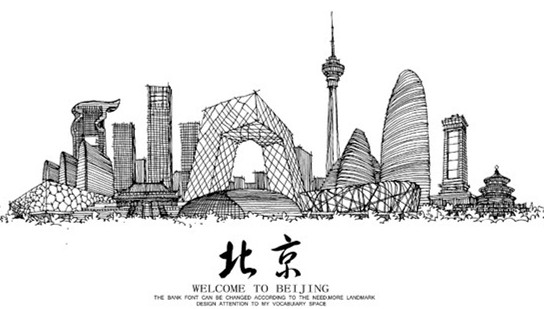 北京
WELCOME TO BEIJING
THE BANK FONT CAN BE CHANGED ACCORDING TO THE NEED.MORE LANDMARK
DESIGN ATTENTION TO MY VOCABULARY SPACE